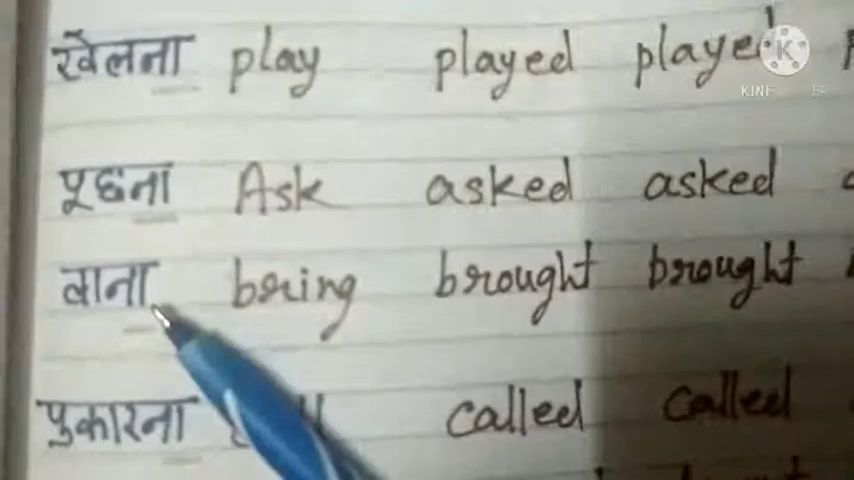 खेलना play played played
पूछना Ask asked asked
लाना bring brought brought
पुकारना called called